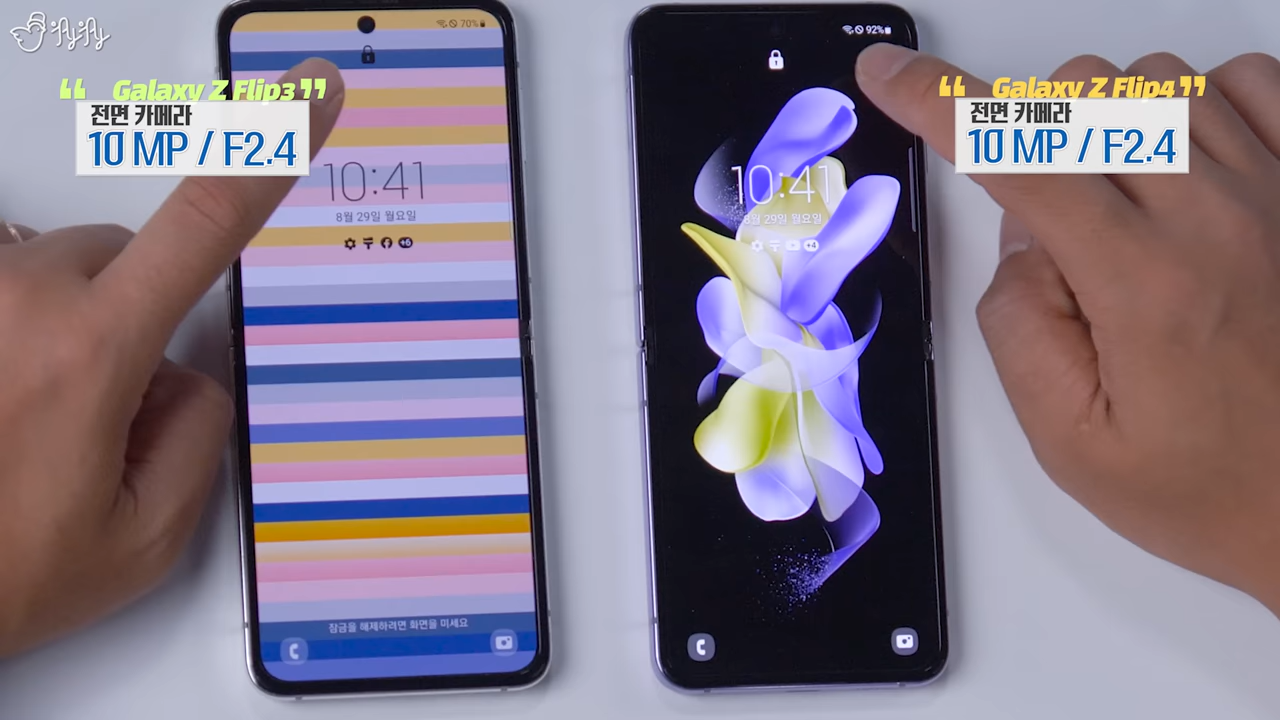 Galaxy Z Flip3
전면 카메라
10 MP / F2.4
70%
10:41
8월 29일 월요일
+6
잠금을 해제하려면 화면을 미세요
Galaxy Z Flip4
전면 카메라
10 MP / F2.4
92%
10:41
8월 29일 월요일
+4